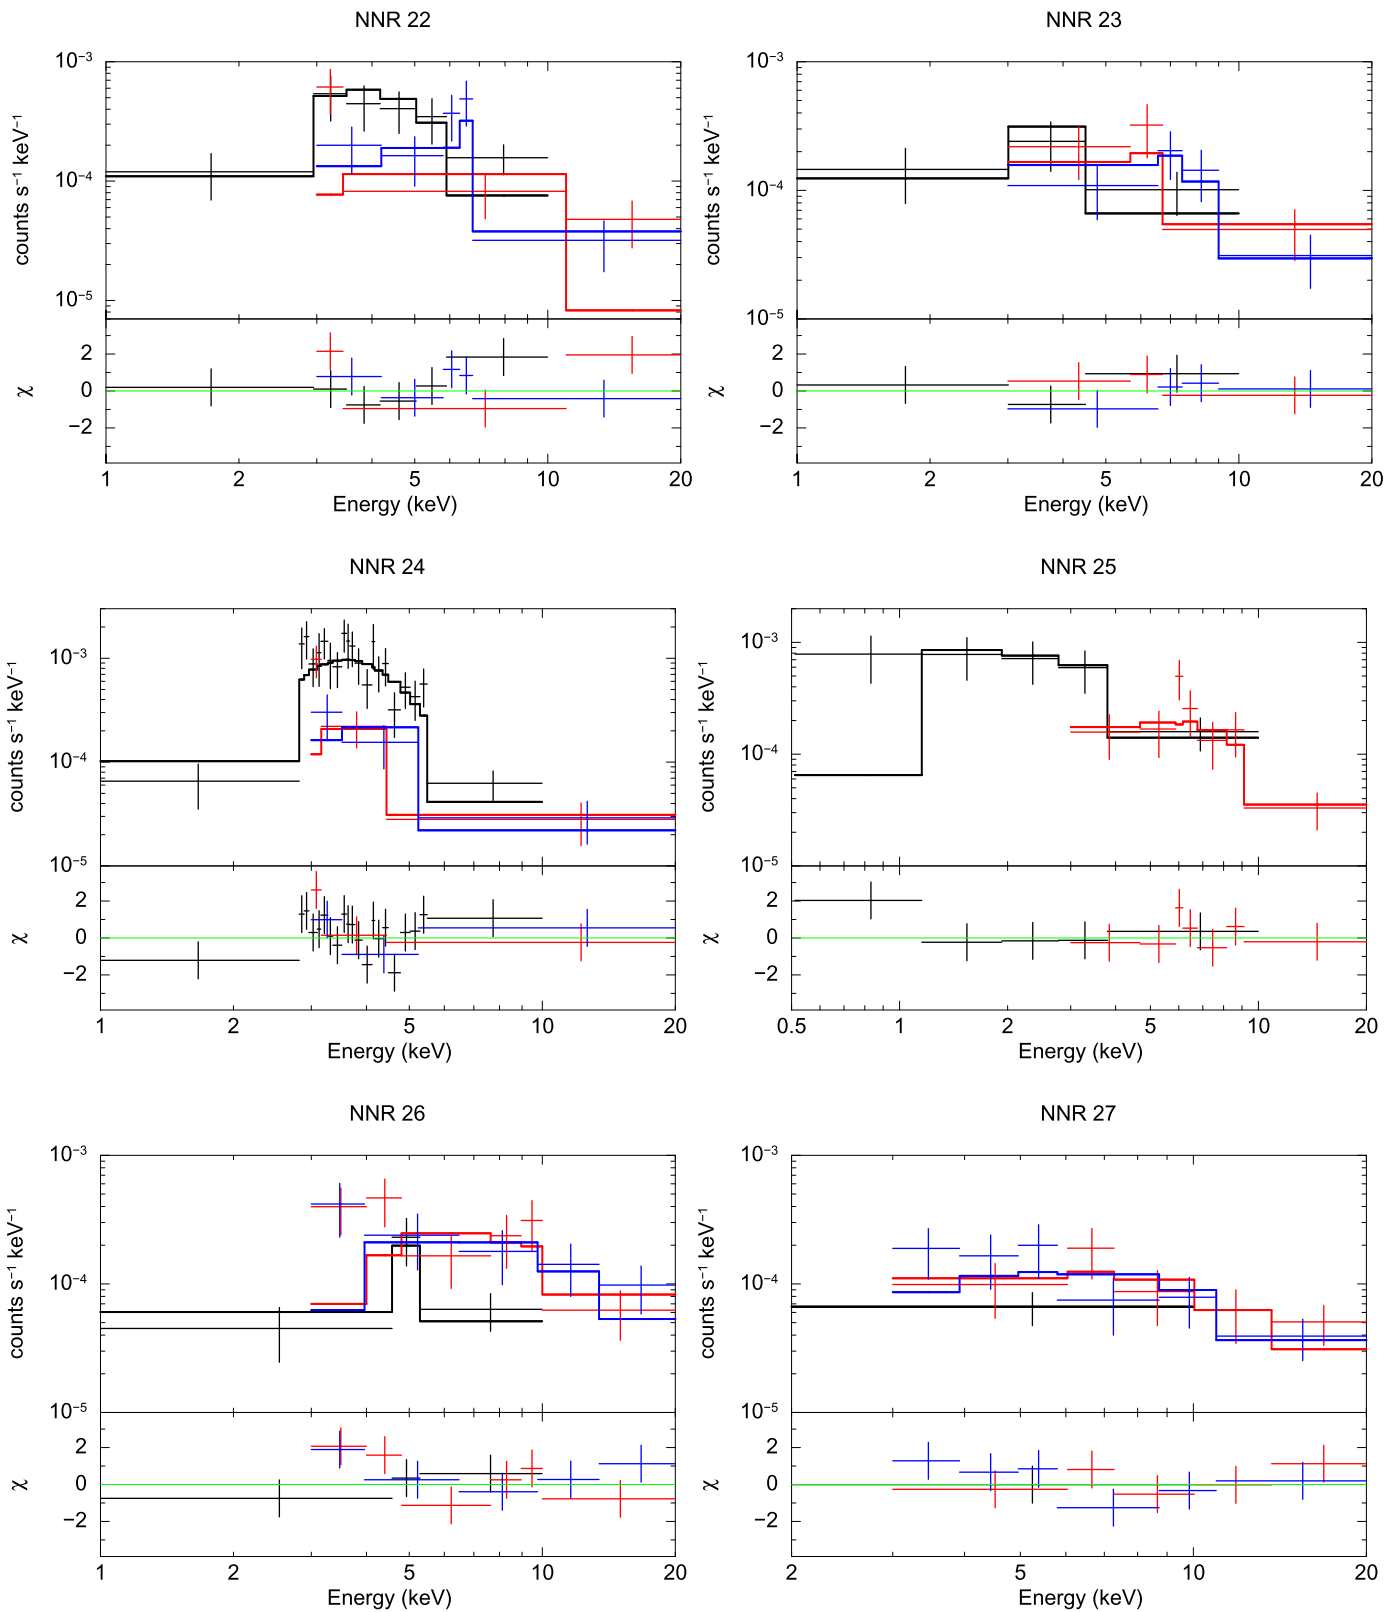 NNR 22
10⁻³
10⁻⁴
10⁻⁵
counts s⁻¹ keV⁻¹
2
0
−2
χ
1 2 5 10 20
Energy (keV)
NNR 23
10⁻³
10⁻⁴
10⁻⁵
counts s⁻¹ keV⁻¹
2
0
−2
χ
1 2 5 10 20
Energy (keV)
NNR 24
10⁻³
10⁻⁴
10⁻⁵
counts s⁻¹ keV⁻¹
2
0
−2
χ
1 2 5 10 20
Energy (keV)
NNR 25
10⁻³
10⁻⁴
10⁻⁵
counts s⁻¹ keV⁻¹
2
0
−2
χ
0.5 1 2 5 10 20
Energy (keV)
NNR 26
10⁻³
10⁻⁴
10⁻⁵
counts s⁻¹ keV⁻¹
2
0
−2
χ
1 2 5 10 20
Energy (keV)
NNR 27
10⁻³
10⁻⁴
10⁻⁵
counts s⁻¹ keV⁻¹
2
0
−2
χ
2 5 10 20
Energy (keV)